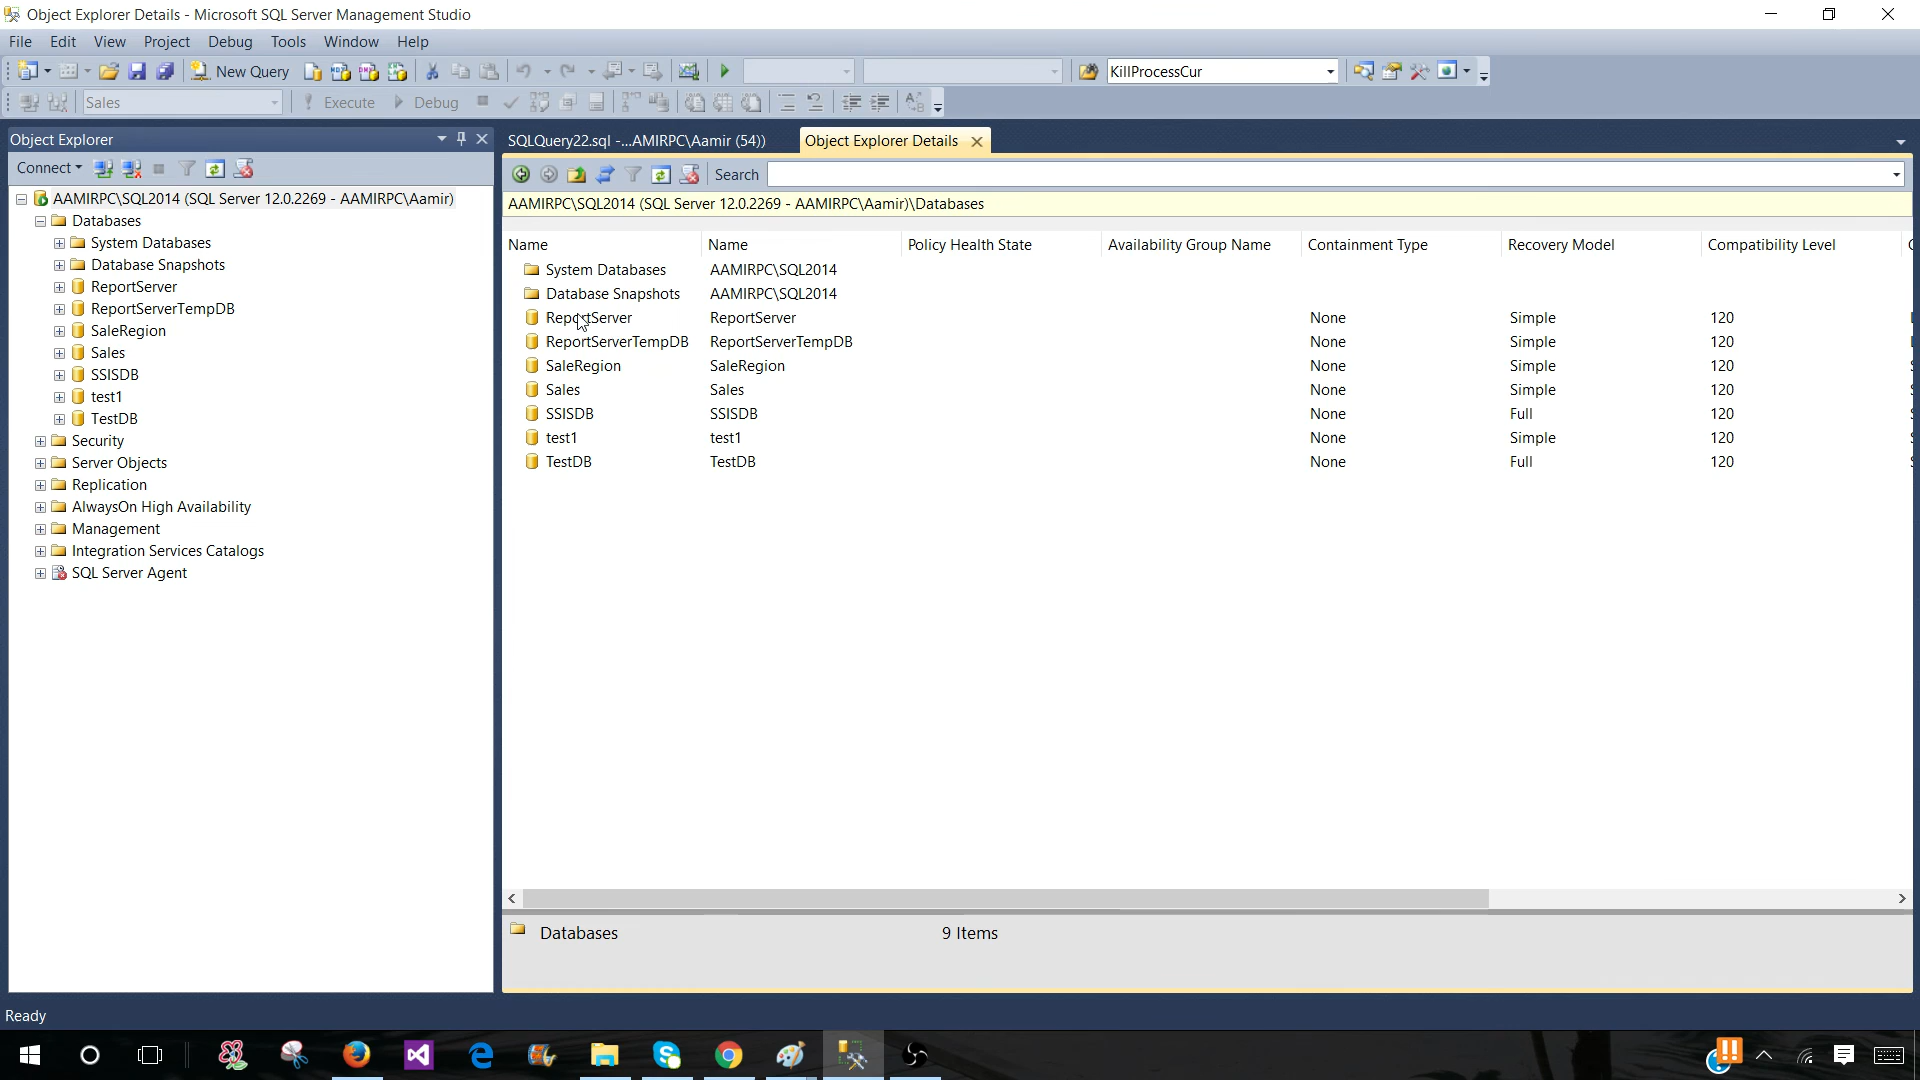 Object Explorer Details - Microsoft SQL Server Management Studio
File Edit View Project Debug Tools Window Help
New Query KillProcessCur
Sales Execute Debug
Object Explorer
Connect
AAMIRPC\SQL2014 (SQL Server 12.0.2269 - AAMIRPC\Aamir)
Databases
System Databases
Database Snapshots
ReportServer
ReportServerTempDB
SaleRegion
Sales
SSISDB
test1
TestDB
Security
Server Objects
Replication
AlwaysOn High Availability
Management
Integration Services Catalogs
SQL Server Agent
SQLQuery22.sql -...AMIRPC\Aamir (54)) Object Explorer Details
Search
AAMIRPC\SQL2014 (SQL Server 12.0.2269 - AAMIRPC\Aamir)\Databases
Name Name Policy Health State Availability Group Name Containment Type Recovery Model Compatibility Level
System Databases AAMIRPC\SQL2014
Database Snapshots AAMIRPC\SQL2014
ReportServer ReportServer None Simple 120
ReportServerTempDB ReportServerTempDB None Simple 120
SaleRegion SaleRegion None Simple 120
Sales Sales None Simple 120
SSISDB SSISDB None Full 120
test1 test1 None Simple 120
TestDB TestDB None Full 120
Databases 9 Items
Ready